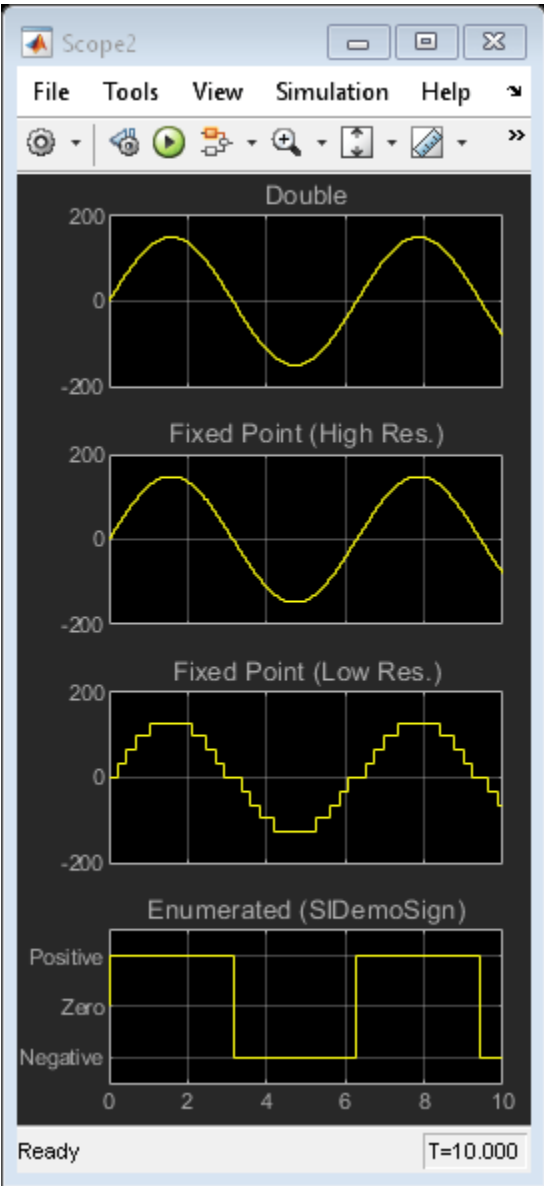 Scope2
File Tools View Simulation Help
Double
200
0
-200
Fixed Point (High Res.)
200
0
-200
Fixed Point (Low Res.)
200
0
-200
Enumerated (SlDemoSign)
Positive
Zero
Negative
0 2 4 6 8 10
Ready T=10.000